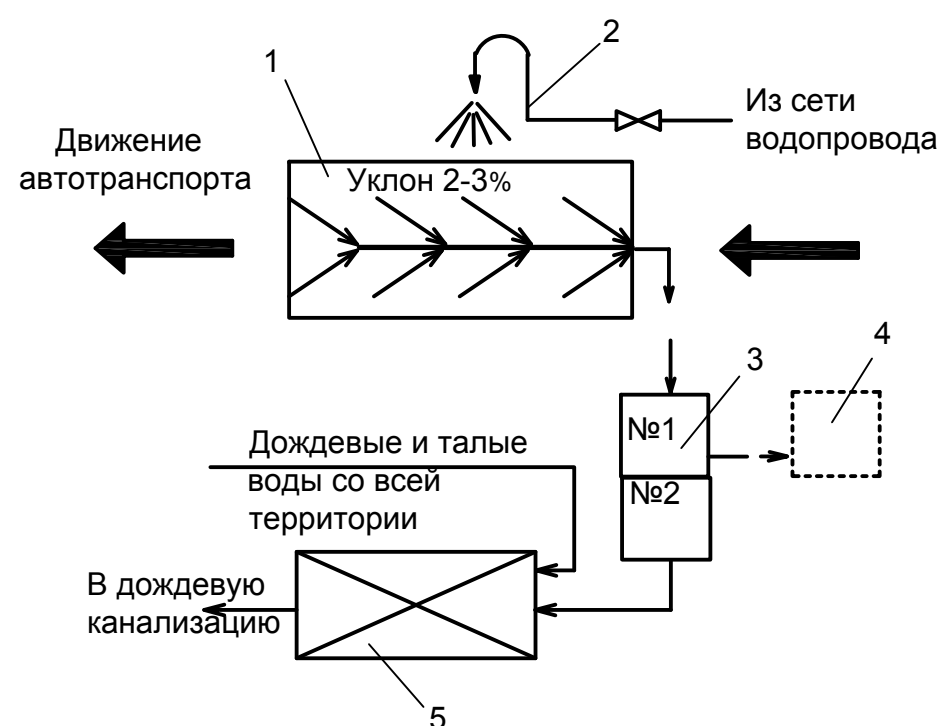 2
1
Из сети
водопровода
Движение
автотранспорта
Уклон 2-3%
4
3
№1
№2
Дождевые и талые
воды со всей
территории
В дождевую
канализацию
5